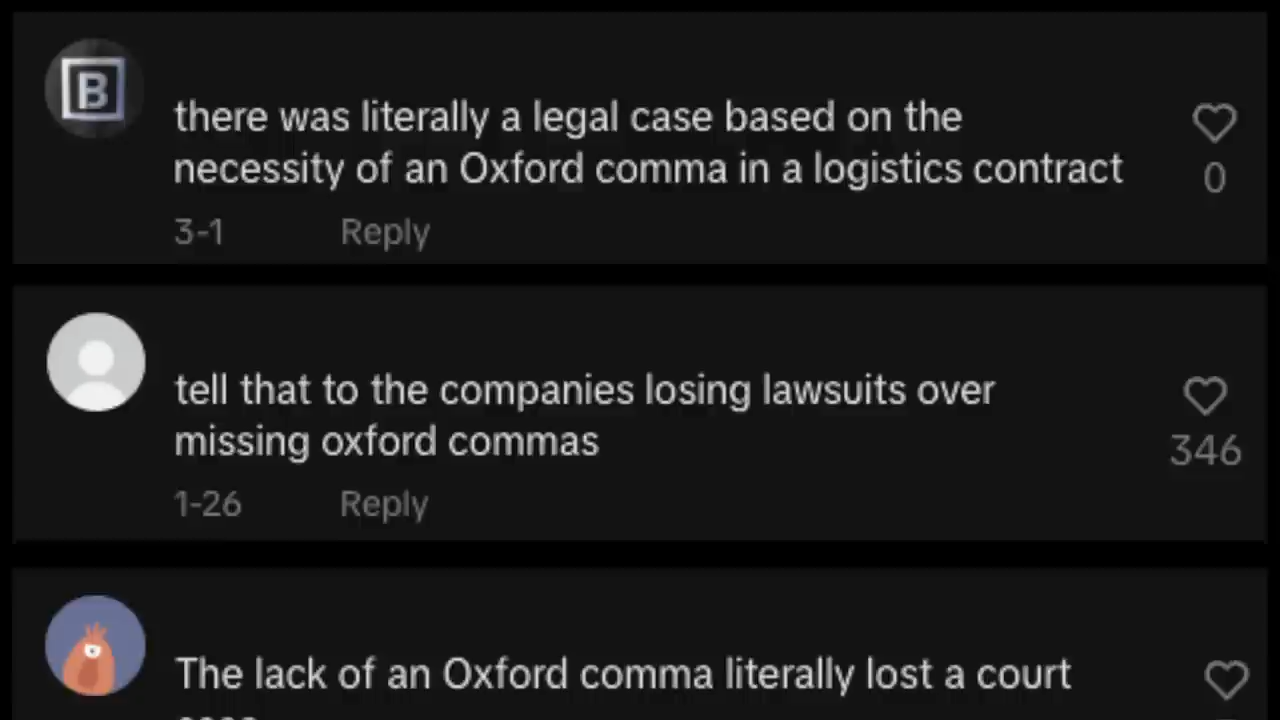 B
there was literally a legal case based on the
necessity of an Oxford comma in a logistics contract
0
3-1 Reply
tell that to the companies losing lawsuits over
missing oxford commas
346
1-26 Reply
The lack of an Oxford comma literally lost a court